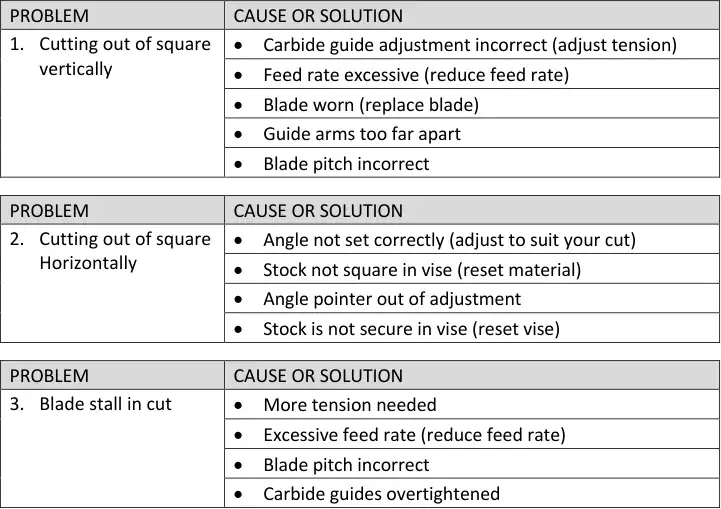 PROBLEM CAUSE OR SOLUTION
1. Cutting out of square • Carbide guide adjustment incorrect (adjust tension)
vertically • Feed rate excessive (reduce feed rate)
• Blade worn (replace blade)
• Guide arms too far apart
• Blade pitch incorrect
PROBLEM CAUSE OR SOLUTION
2. Cutting out of square • Angle not set correctly (adjust to suit your cut)
Horizontally • Stock not square in vise (reset material)
• Angle pointer out of adjustment
• Stock is not secure in vise (reset vise)
PROBLEM CAUSE OR SOLUTION
3. Blade stall in cut • More tension needed
• Excessive feed rate (reduce feed rate)
• Blade pitch incorrect
• Carbide guides overtightened